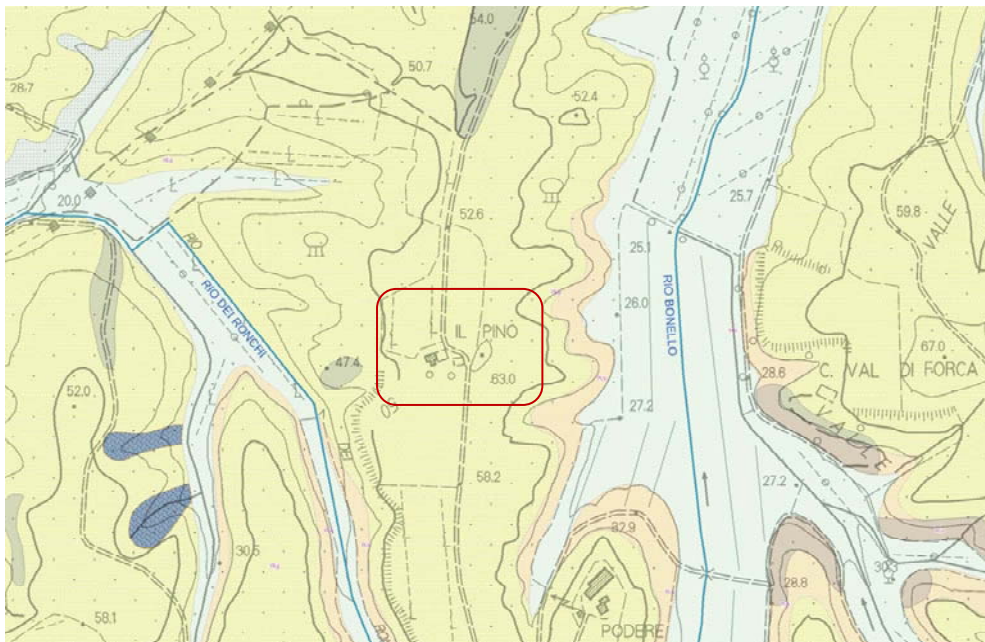 54.0
50.7
28.7
52.4
20.0
52.6
25.7
59.8
VALLE
25.1
RIO
RIO DEI RONCHI
RIO BONELLO
26.0
IL PINO
47.4
63.0
67.0
28.6
C. VAL DI FORCA
52.0
50
27.2
VALLE
DEI
58.2
27.2
32.9
30.5
30.3
28.8
58.1
PODERE